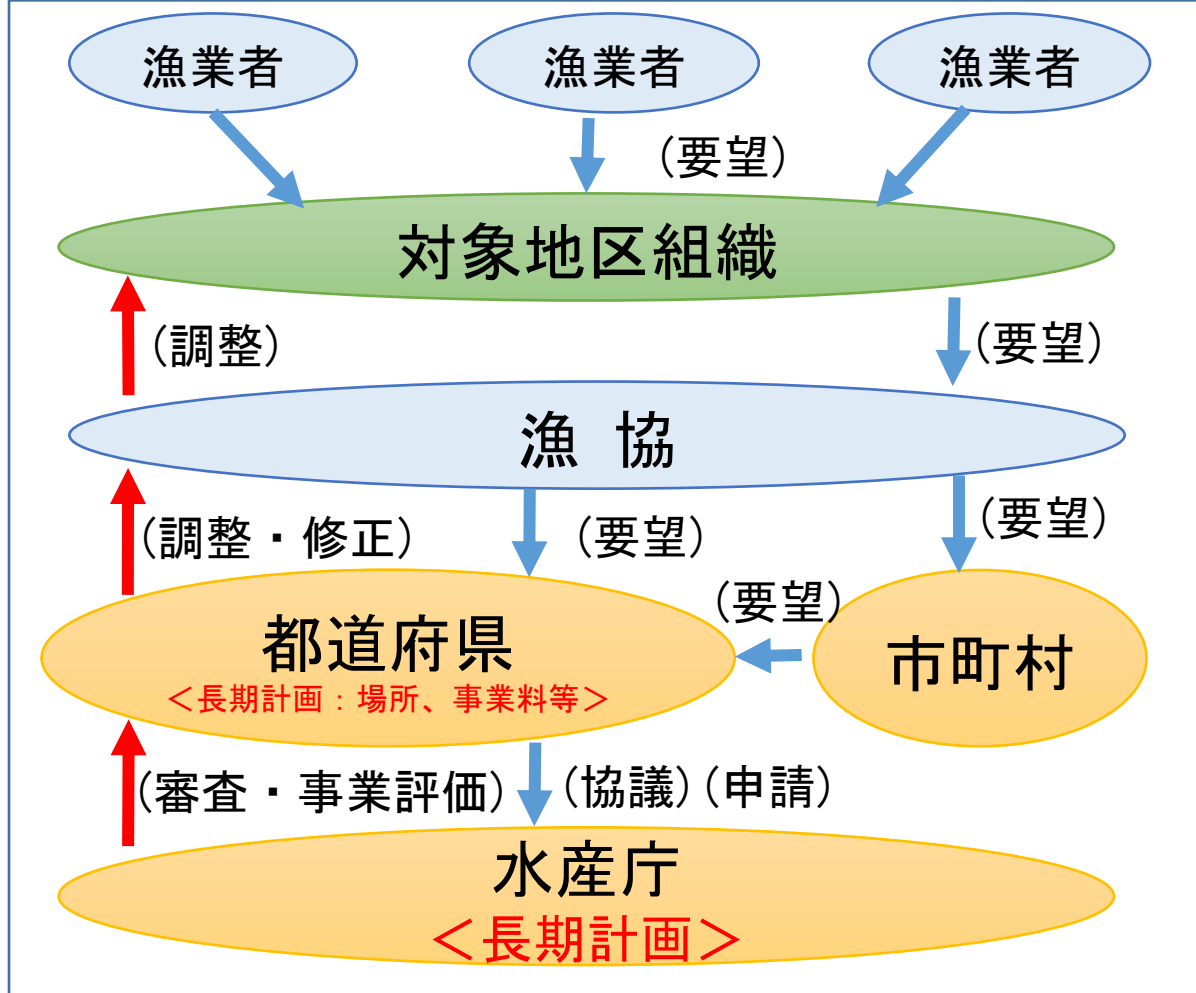 漁業者
漁業者
漁業者
(要望)
対象地区組織
(調整)
(要望)
漁 協
(調整・修正)
(要望)
(要望)
(要望)
都道府県
＜長期計画：場所、事業料等＞
市町村
(審査・事業評価)
(協議)(申請)
水産庁
＜長期計画＞